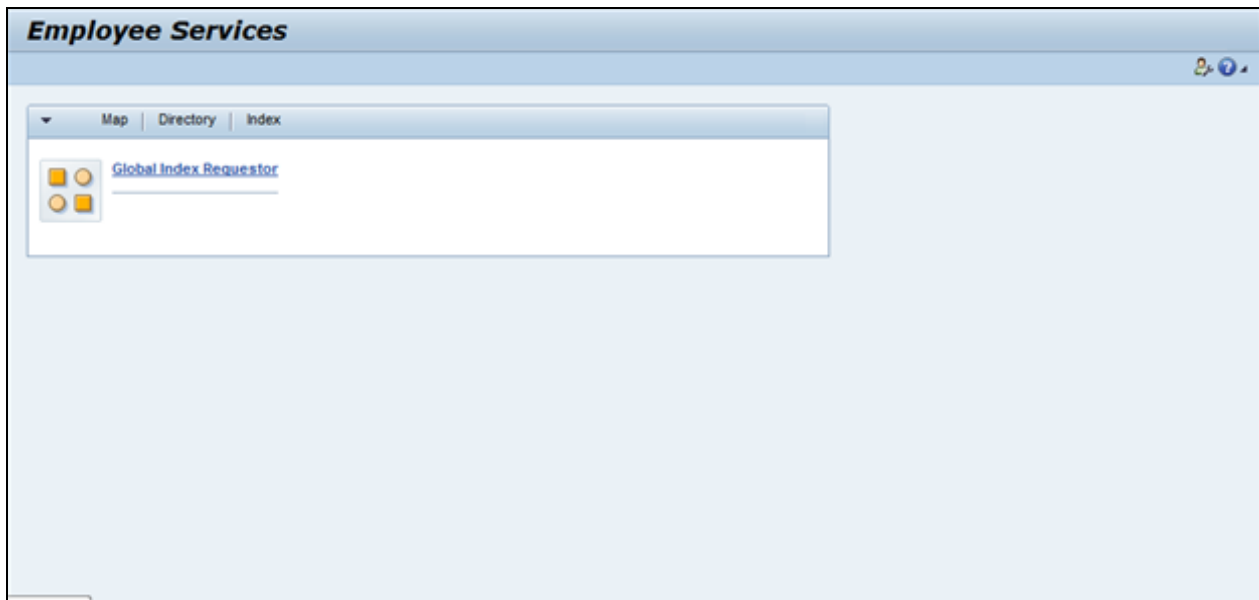 Employee Services
Map | Directory | Index
Global Index Requestor